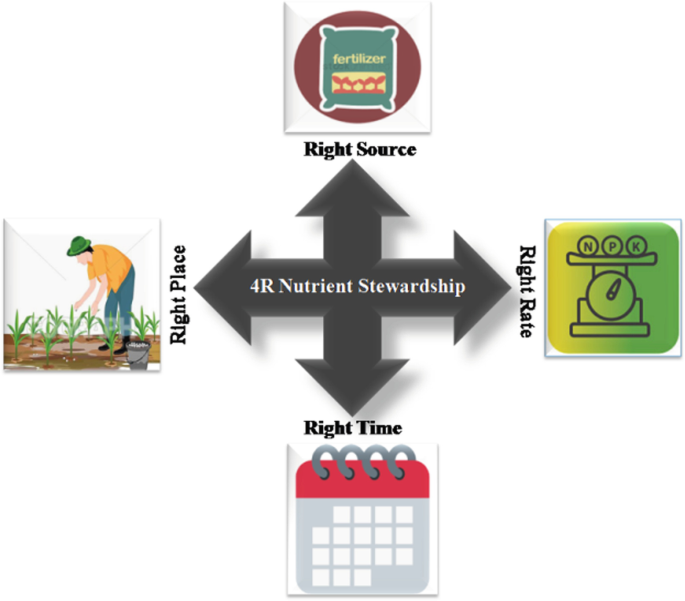 fertilizer
Right Source
Right Place
4R Nutrient Stewardship
N P K
Right Rate
Right Time